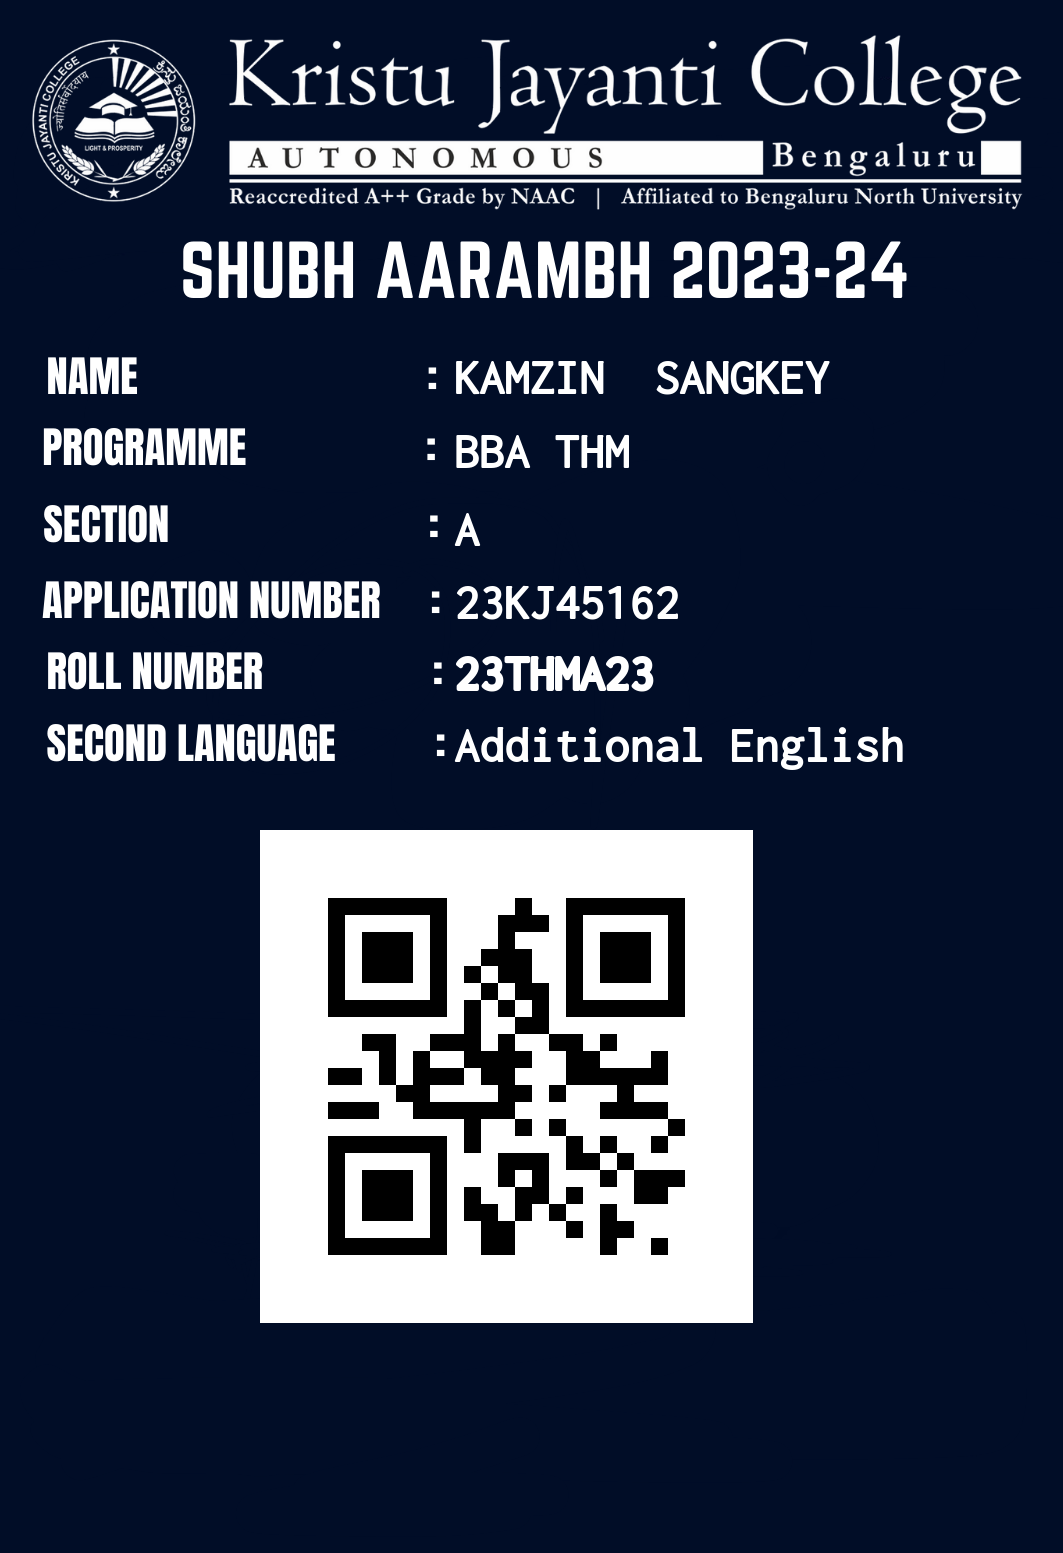 Kristu Jayanti College
AUTONOMOUS Bengaluru
Reaccredited A++ Grade by NAAC | Affiliated to Bengaluru North University
KRISTU JAYANTI COLLEGE
LIGHT & PROSPERITY
SHUBH AARAMBH 2023-24
NAME : KAMZIN SANGKEY
PROGRAMME : BBA THM
SECTION : A
APPLICATION NUMBER : 23KJ45162
ROLL NUMBER : 23THMA23
SECOND LANGUAGE : Additional English